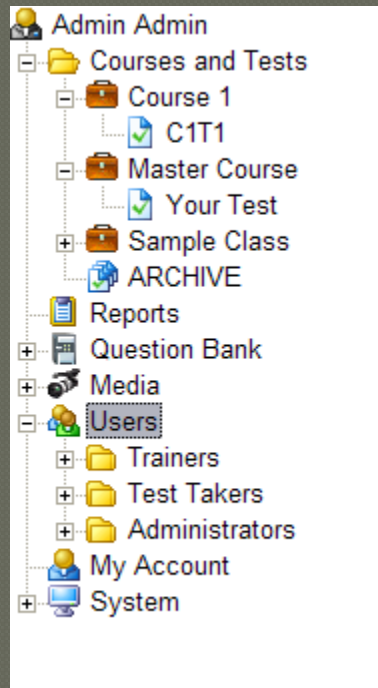 Admin Admin
Courses and Tests
Course 1
C1T1
Master Course
Your Test
Sample Class
ARCHIVE
Reports
Question Bank
Media
Users
Trainers
Test Takers
Administrators
My Account
System